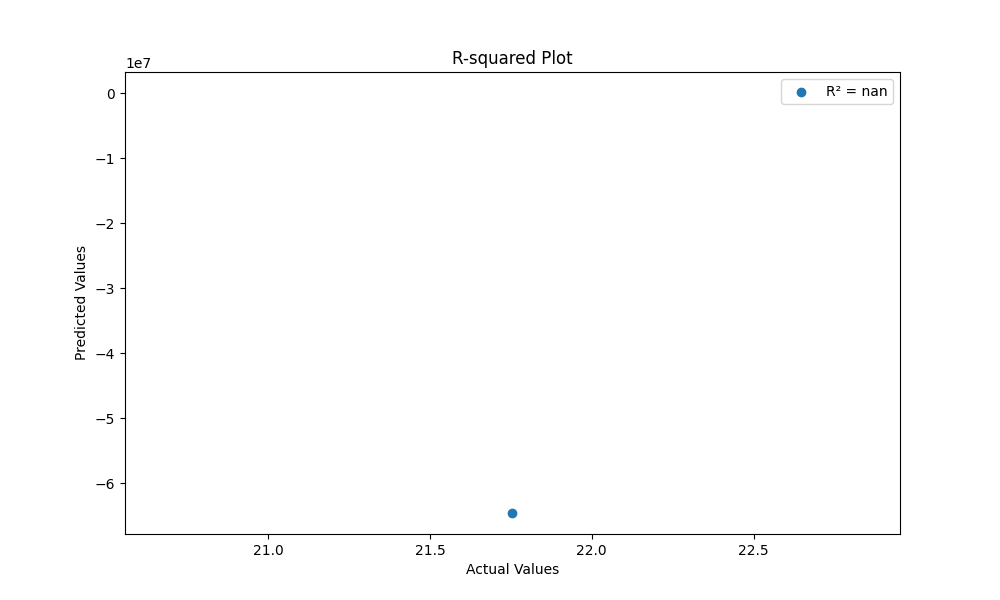 R-squared Plot
1e7
R² = nan
0
−1
−2
−3
−4
−5
−6
Predicted Values
21.0 21.5 22.0 22.5
Actual Values